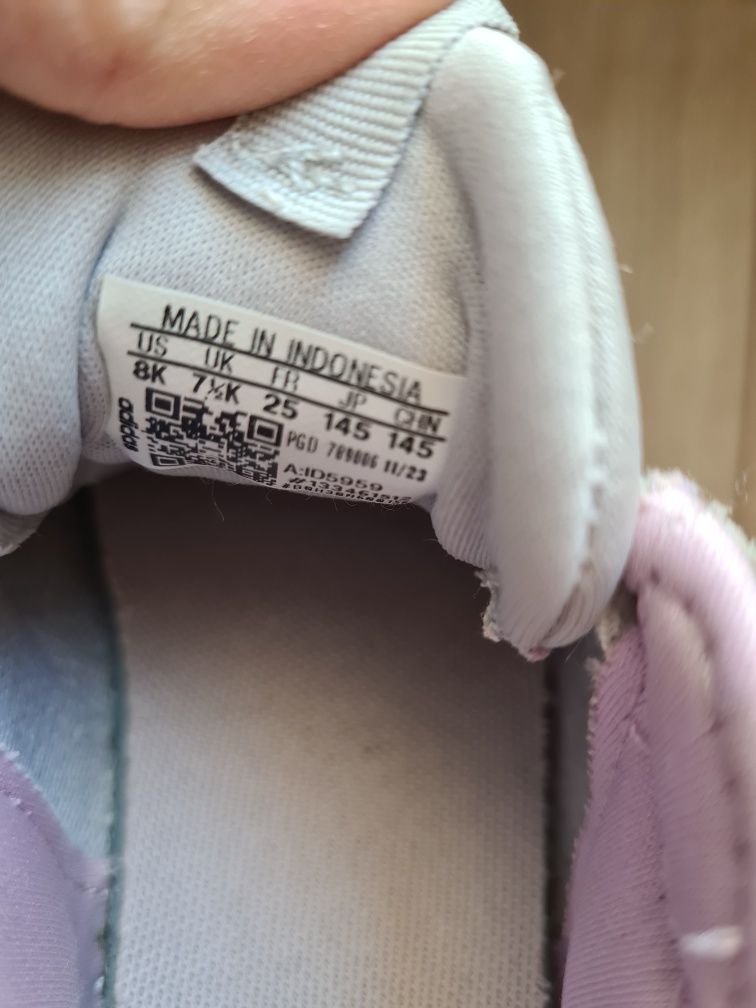 MADE IN INDONESIA
US UK FR JP CHN
8K 7½K 25 145 145
adidas
PGD 789006 11/23
A:ID5959
#133461512